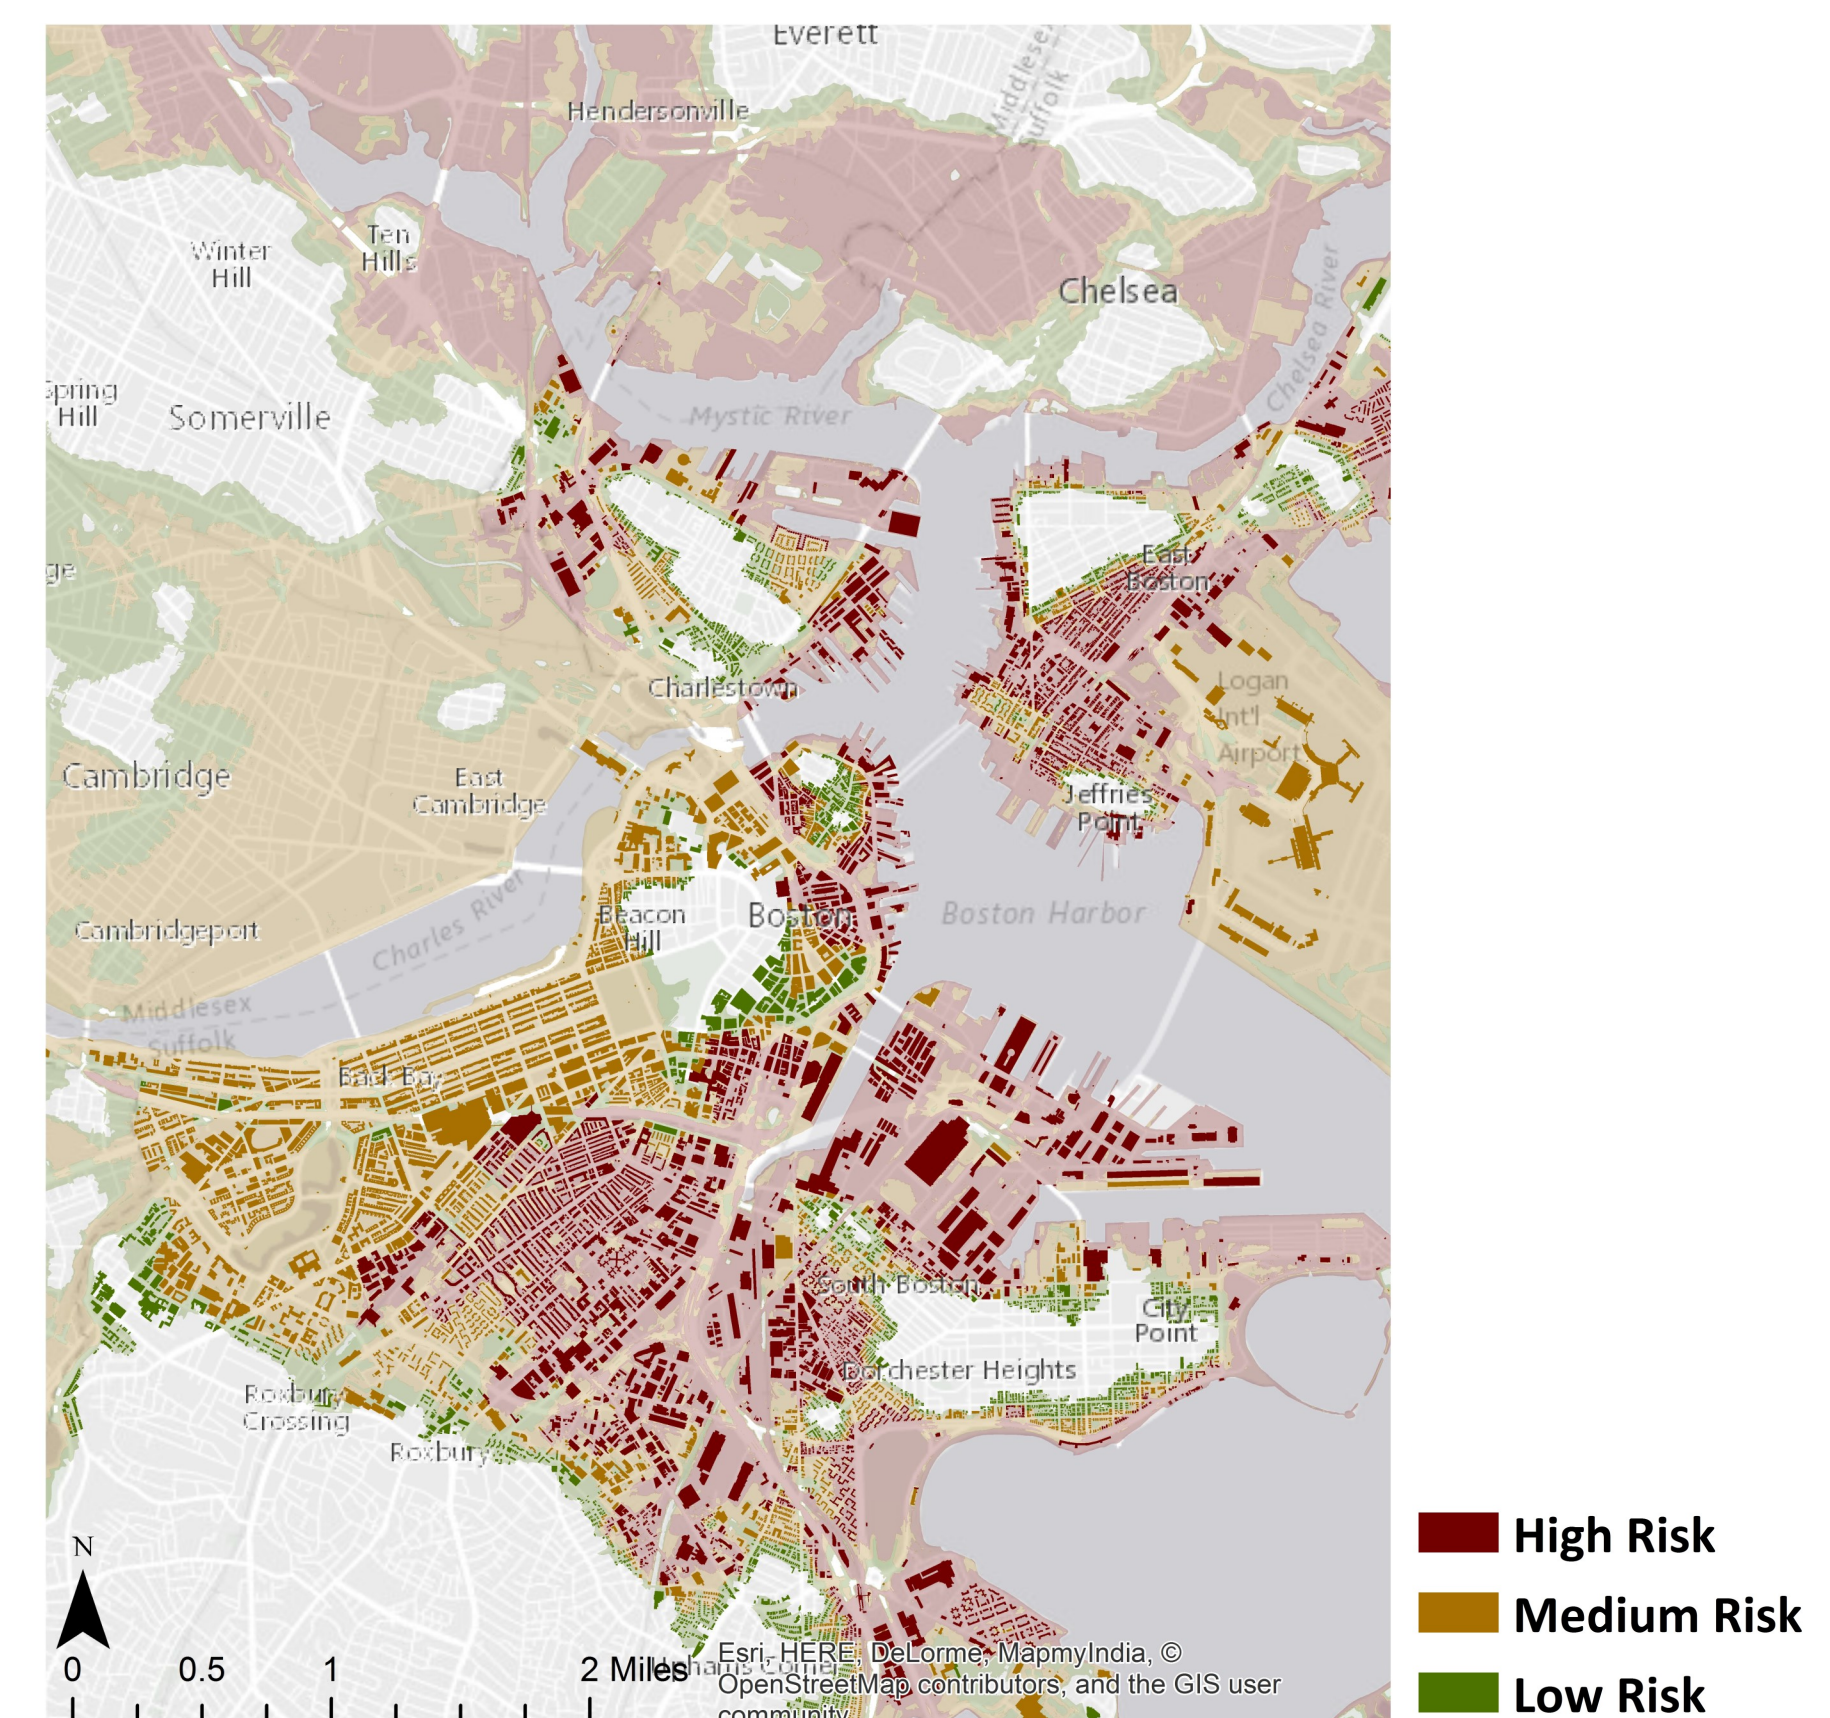 Everett
Middlesex
Suffolk
Hendersonville
Ten
Hills
Winter
Hill
Chelsea
Chelsea River
Spring
Hill
Somerville
Mystic River
East
Boston
ge
Charlestown
Logan
Int'l
Airport
Cambridge
East
Cambridge
Jeffries
Point
Charles River
Beacon
Hill
Boston
Boston Harbor
Cambridgeport
Middlesex
Suffolk
Back Bay
South Boston
City
Point
Dorchester Heights
Roxbury
Crossing
Roxbury
N
0 0.5 1 2 Miles
Uphams Corner
Esri, HERE, DeLorme, MapmyIndia, ©
OpenStreetMap contributors, and the GIS user
community
High Risk
Medium Risk
Low Risk